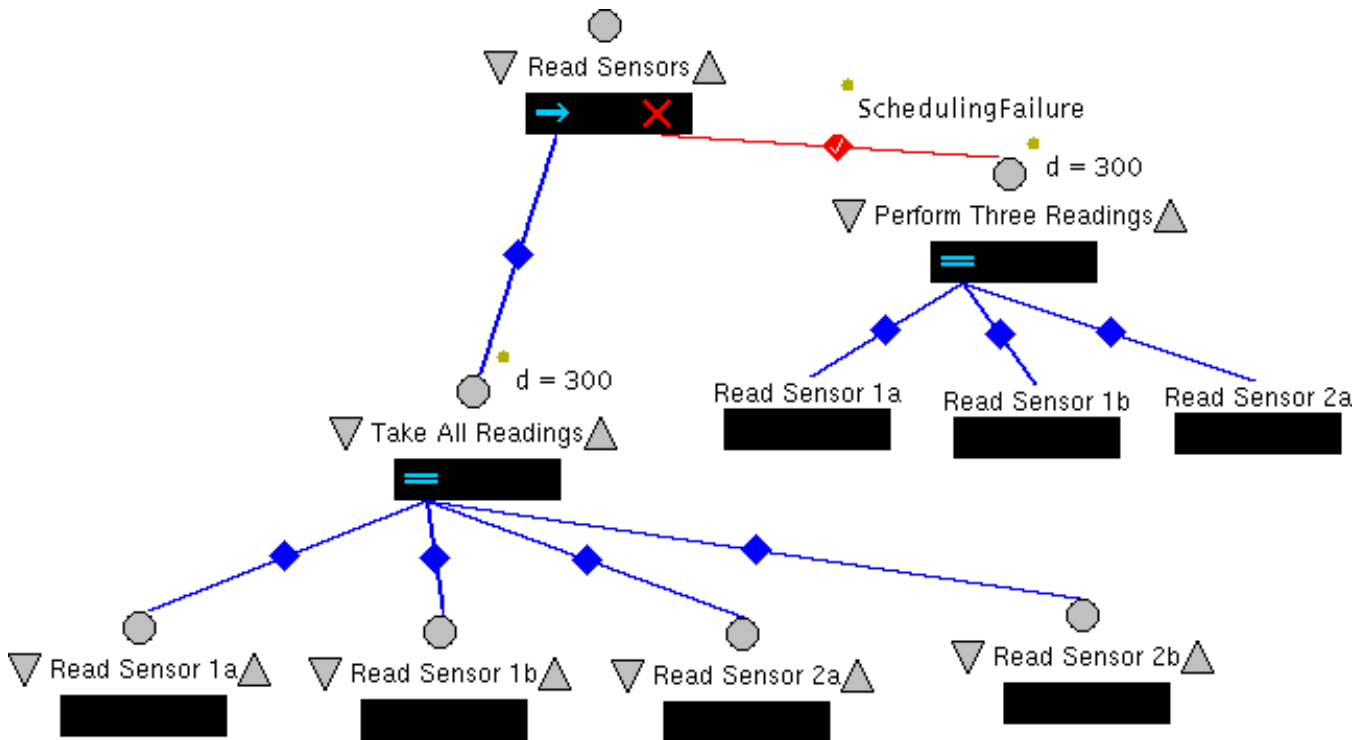 Read Sensors
SchedulingFailure
d = 300
Perform Three Readings
d = 300
Take All Readings
Read Sensor 1a
Read Sensor 1b
Read Sensor 2a
Read Sensor 1a
Read Sensor 1b
Read Sensor 2a
Read Sensor 2b